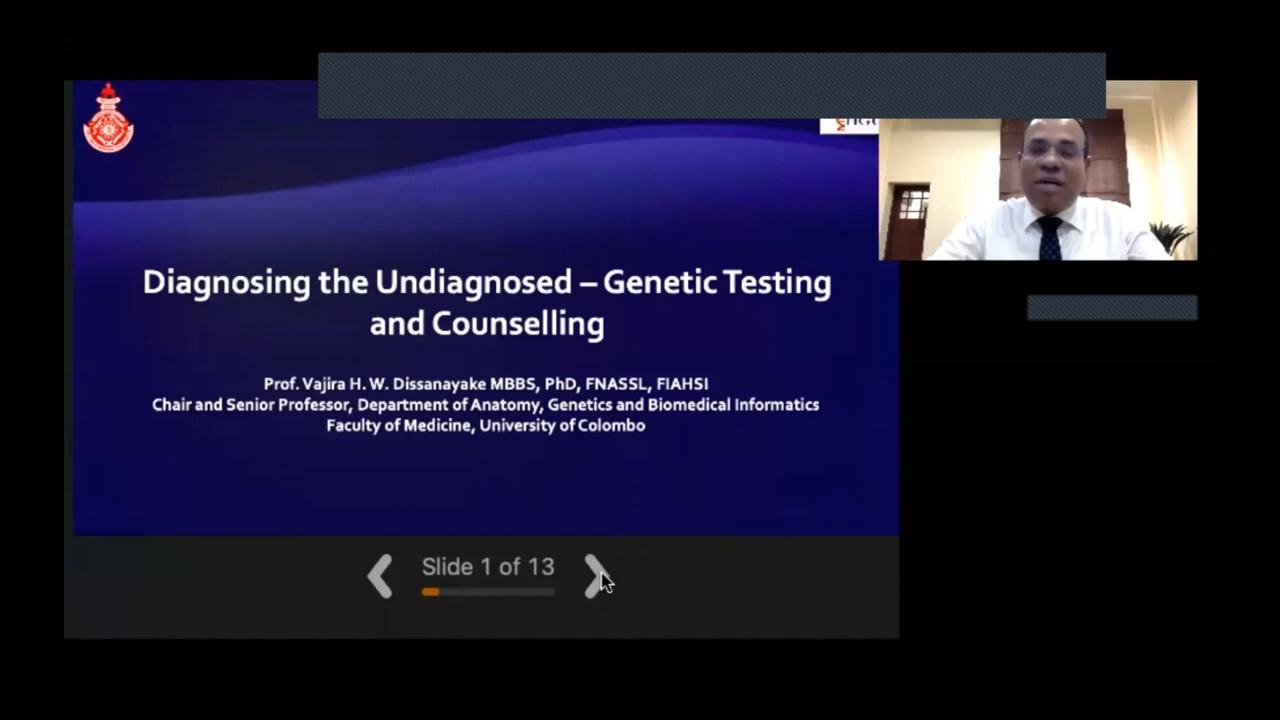 Diagnosing the Undiagnosed – Genetic Testing
and Counselling
Prof. Vajira H. W. Dissanayake MBBS, PhD, FNASSL, FIAHSI
Chair and Senior Professor, Department of Anatomy, Genetics and Biomedical Informatics
Faculty of Medicine, University of Colombo
Slide 1 of 13